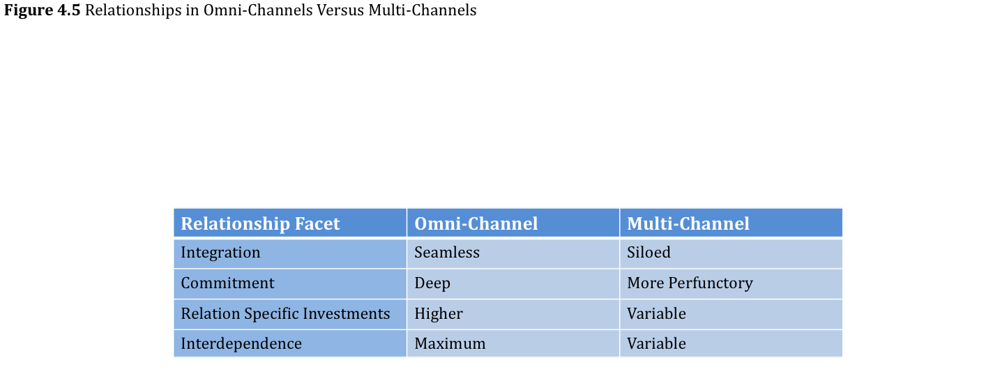 Figure 4.5 Relationships in Omni-Channels Versus Multi-Channels
Relationship Facet Omni-Channel Multi-Channel
Integration Seamless Siloed
Commitment Deep More Perfunctory
Relation Specific Investments Higher Variable
Interdependence Maximum Variable